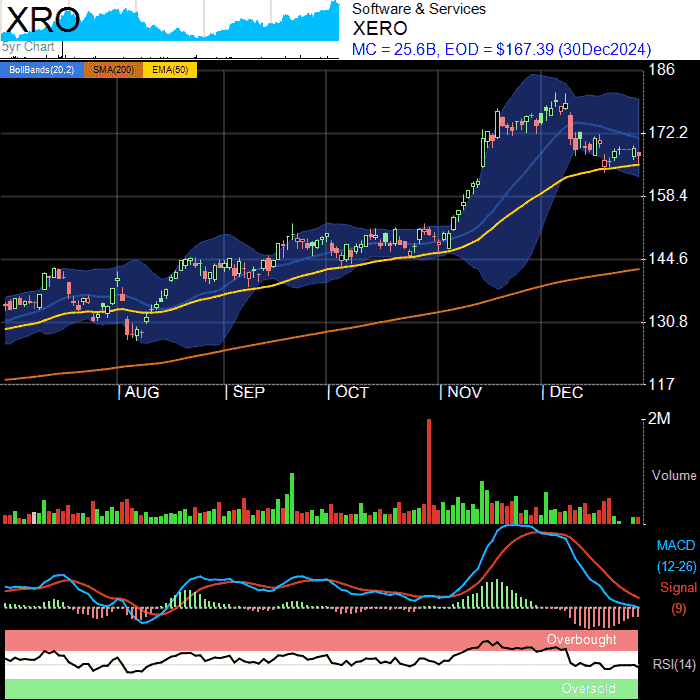 XRO
5yr Chart
Software & Services
XERO
MC = 25.6B, EOD = $167.39 (30Dec2024)
BollBands(20,2) SMA(200) EMA(50)
186
172.2
158.4
144.6
130.8
117
AUG SEP OCT NOV DEC
2M
Volume
MACD
(12-26)
Signal
(9)
Overbought
RSI(14)
Oversold